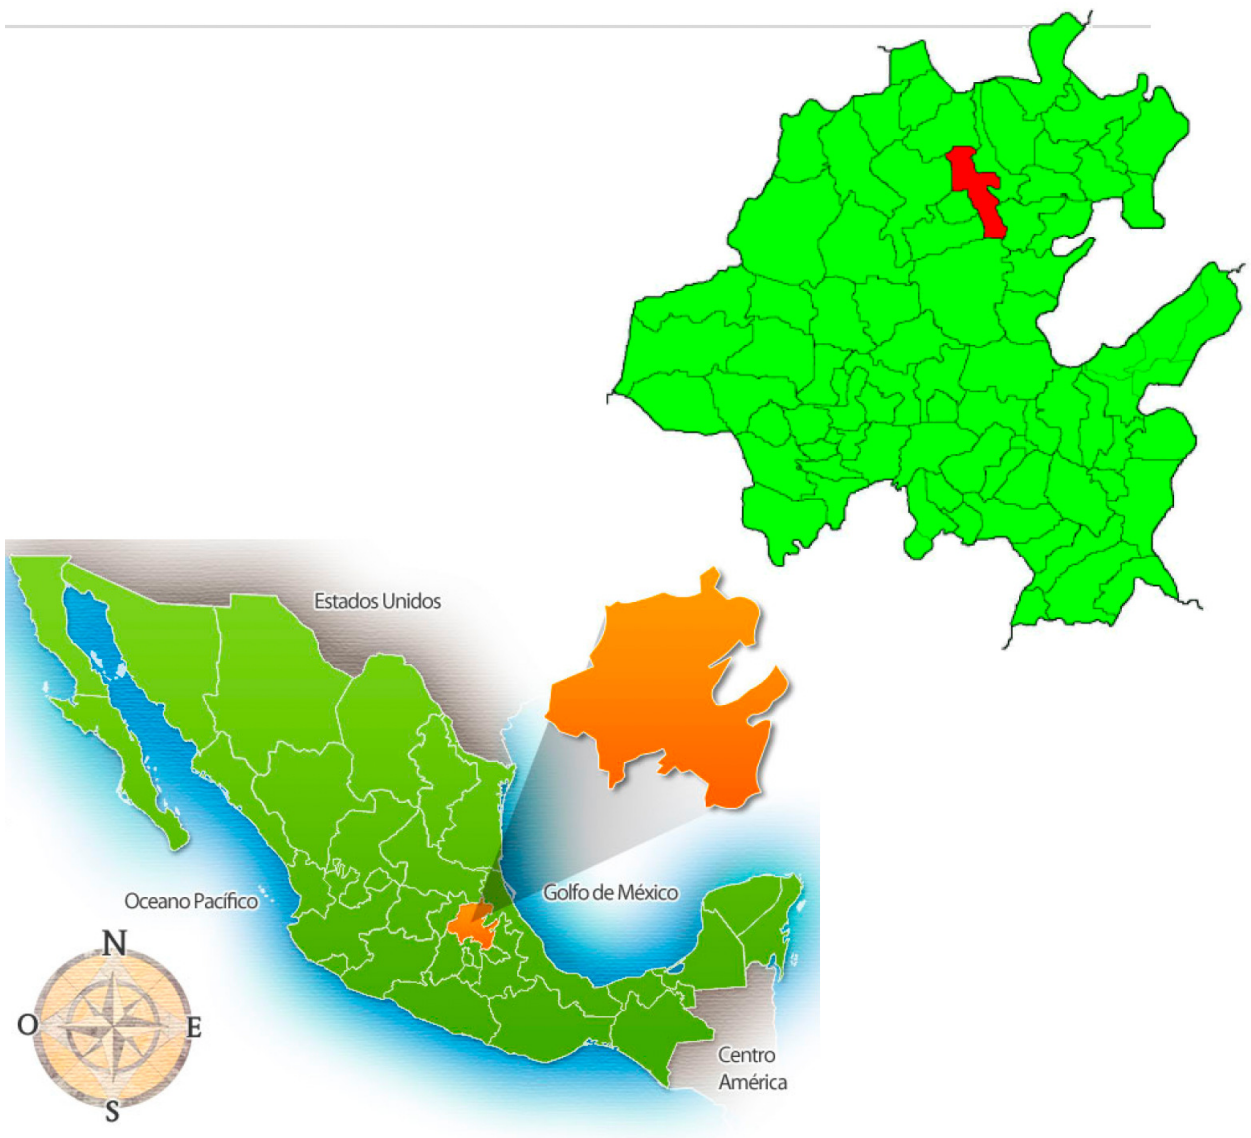 Estados Unidos
Golfo de México
Oceano Pacífico
N
O
E
S
Centro
América